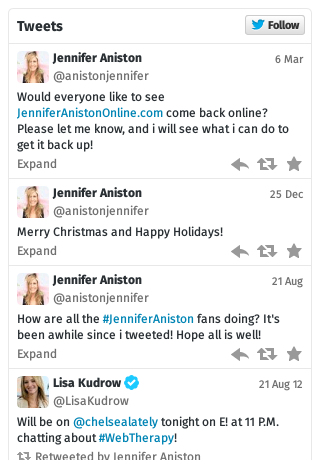 Tweets
Follow
Jennifer Aniston
6 Mar
@anistonjennifer
Would everyone like to see
JenniferAnistonOnline.com come back online?
Please let me know, and i will see what i can do to
get it back up!
Expand
Jennifer Aniston
25 Dec
@anistonjennifer
Merry Christmas and Happy Holidays!
Expand
Jennifer Aniston
21 Aug
@anistonjennifer
How are all the #JenniferAniston fans doing? It's
been awhile since i tweeted! Hope all is well!
Expand
Lisa Kudrow
21 Aug 12
@LisaKudrow
Will be on @chelsealately tonight on E! at 11 P.M.
chatting about #WebTherapy!
Retweeted by Jennifer Aniston